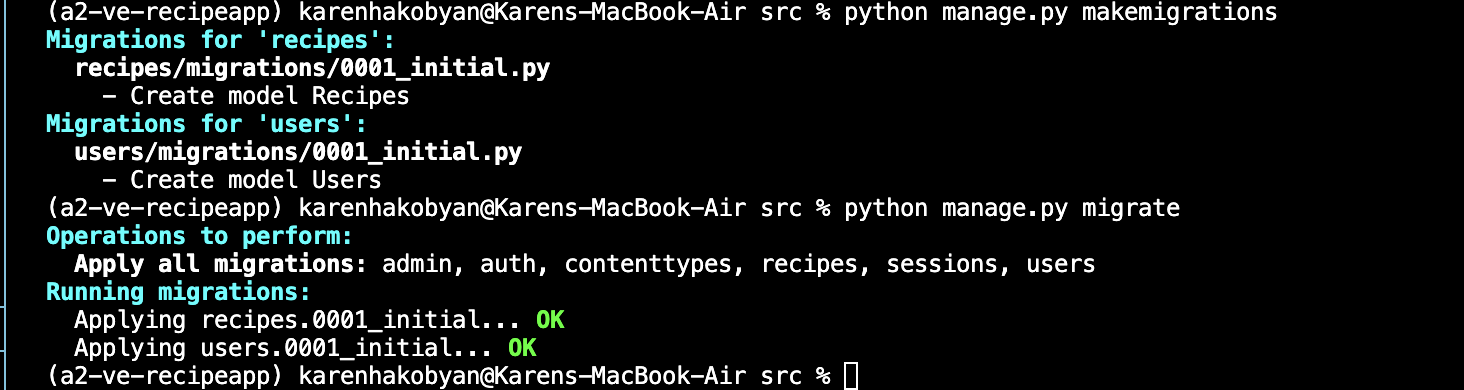 (a2-ve-recipeapp) karenhakobyan@Karens-MacBook-Air src % python manage.py makemigrations
Migrations for 'recipes':
  recipes/migrations/0001_initial.py
    - Create model Recipes
Migrations for 'users':
  users/migrations/0001_initial.py
    - Create model Users
(a2-ve-recipeapp) karenhakobyan@Karens-MacBook-Air src % python manage.py migrate
Operations to perform:
  Apply all migrations: admin, auth, contenttypes, recipes, sessions, users
Running migrations:
  Applying recipes.0001_initial... OK
  Applying users.0001_initial... OK
(a2-ve-recipeapp) karenhakobyan@Karens-MacBook-Air src %